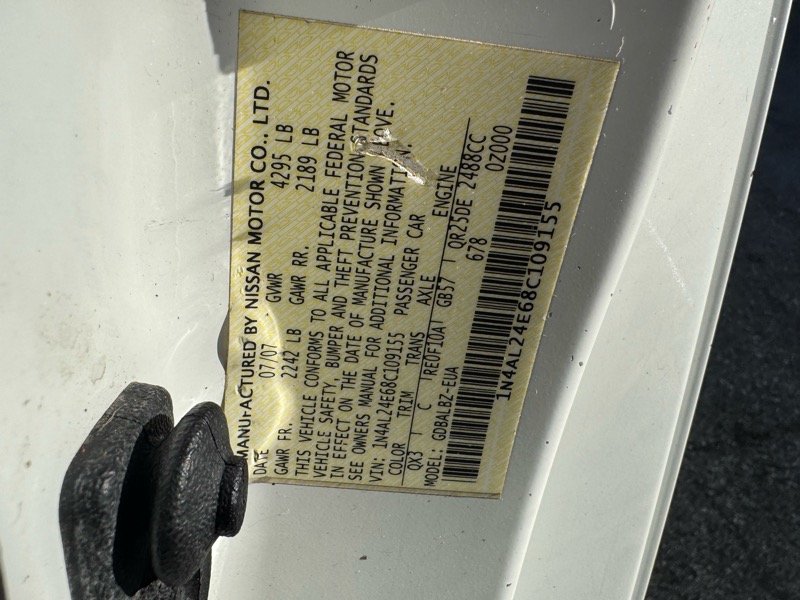 MANUFACTURED BY NISSAN MOTOR CO., LTD.
DATE 07/07 GVWR 4295 LB
GAWR FR. 2242 LB GAWR RR. 2189 LB
THIS VEHICLE CONFORMS TO ALL APPLICABLE FEDERAL MOTOR
VEHICLE SAFETY, BUMPER AND THEFT PREVENTION STANDARDS
IN EFFECT ON THE DATE OF MANUFACTURE SHOWN
SEE OWNERS MANUAL FOR ADDITIONAL INFORMATION.
VIN: 1N4AL24E68C109155 PASSENGER CAR
COLOR TRIM TRANS AXLE ENGINE
QX3 C RE0F10A GB57 QR25DE 2488CC
MODEL: GDBALBZ-EUA 678 0Z000
1N4AL24E68C109155